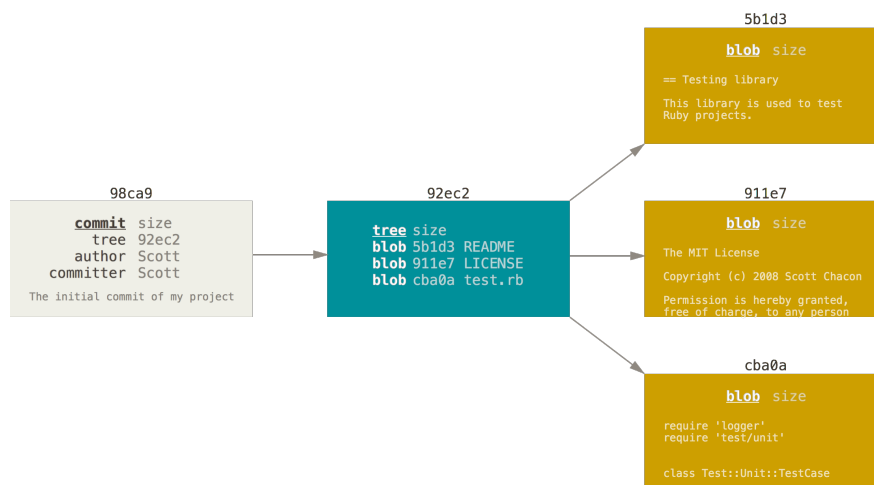 98ca9
commit size
tree 92ec2
author Scott
committer Scott
The initial commit of my project
92ec2
tree size
blob 5b1d3 README
blob 911e7 LICENSE
blob cba0a test.rb
5b1d3
blob size
== Testing library
This library is used to test
Ruby projects.
911e7
blob size
The MIT License
Copyright (c) 2008 Scott Chacon
Permission is hereby granted,
free of charge, to any person
cba0a
blob size
require 'logger'
require 'test/unit'
class Test::Unit::TestCase